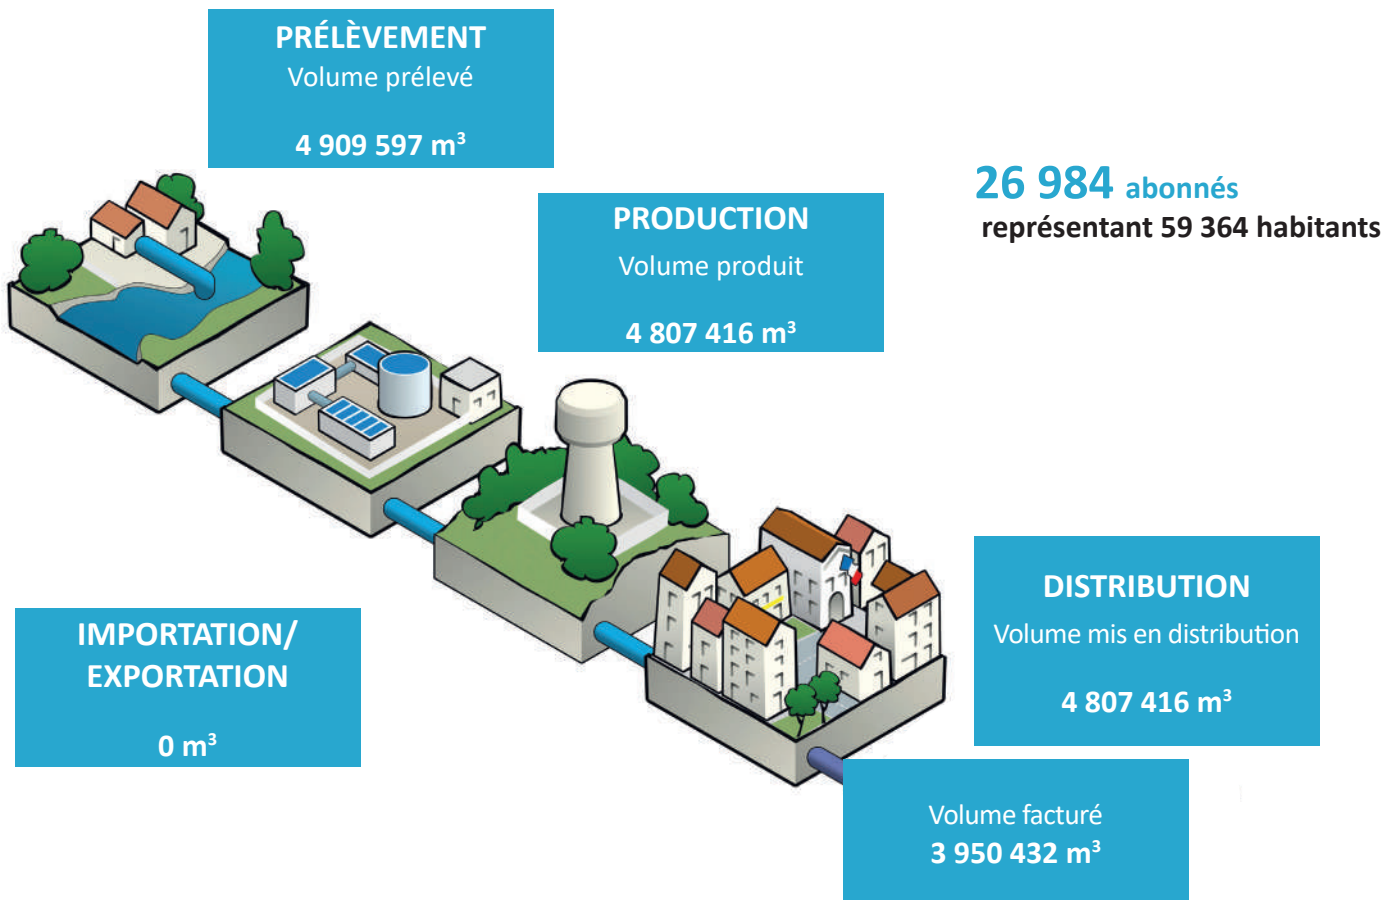 PRÉLÈVEMENT
Volume prélevé
4 909 597 m³
26 984 abonnés
représentant 59 364 habitants
PRODUCTION
Volume produit
4 807 416 m³
DISTRIBUTION
Volume mis en distribution
4 807 416 m³
IMPORTATION/
EXPORTATION
0 m³
Volume facturé
3 950 432 m³